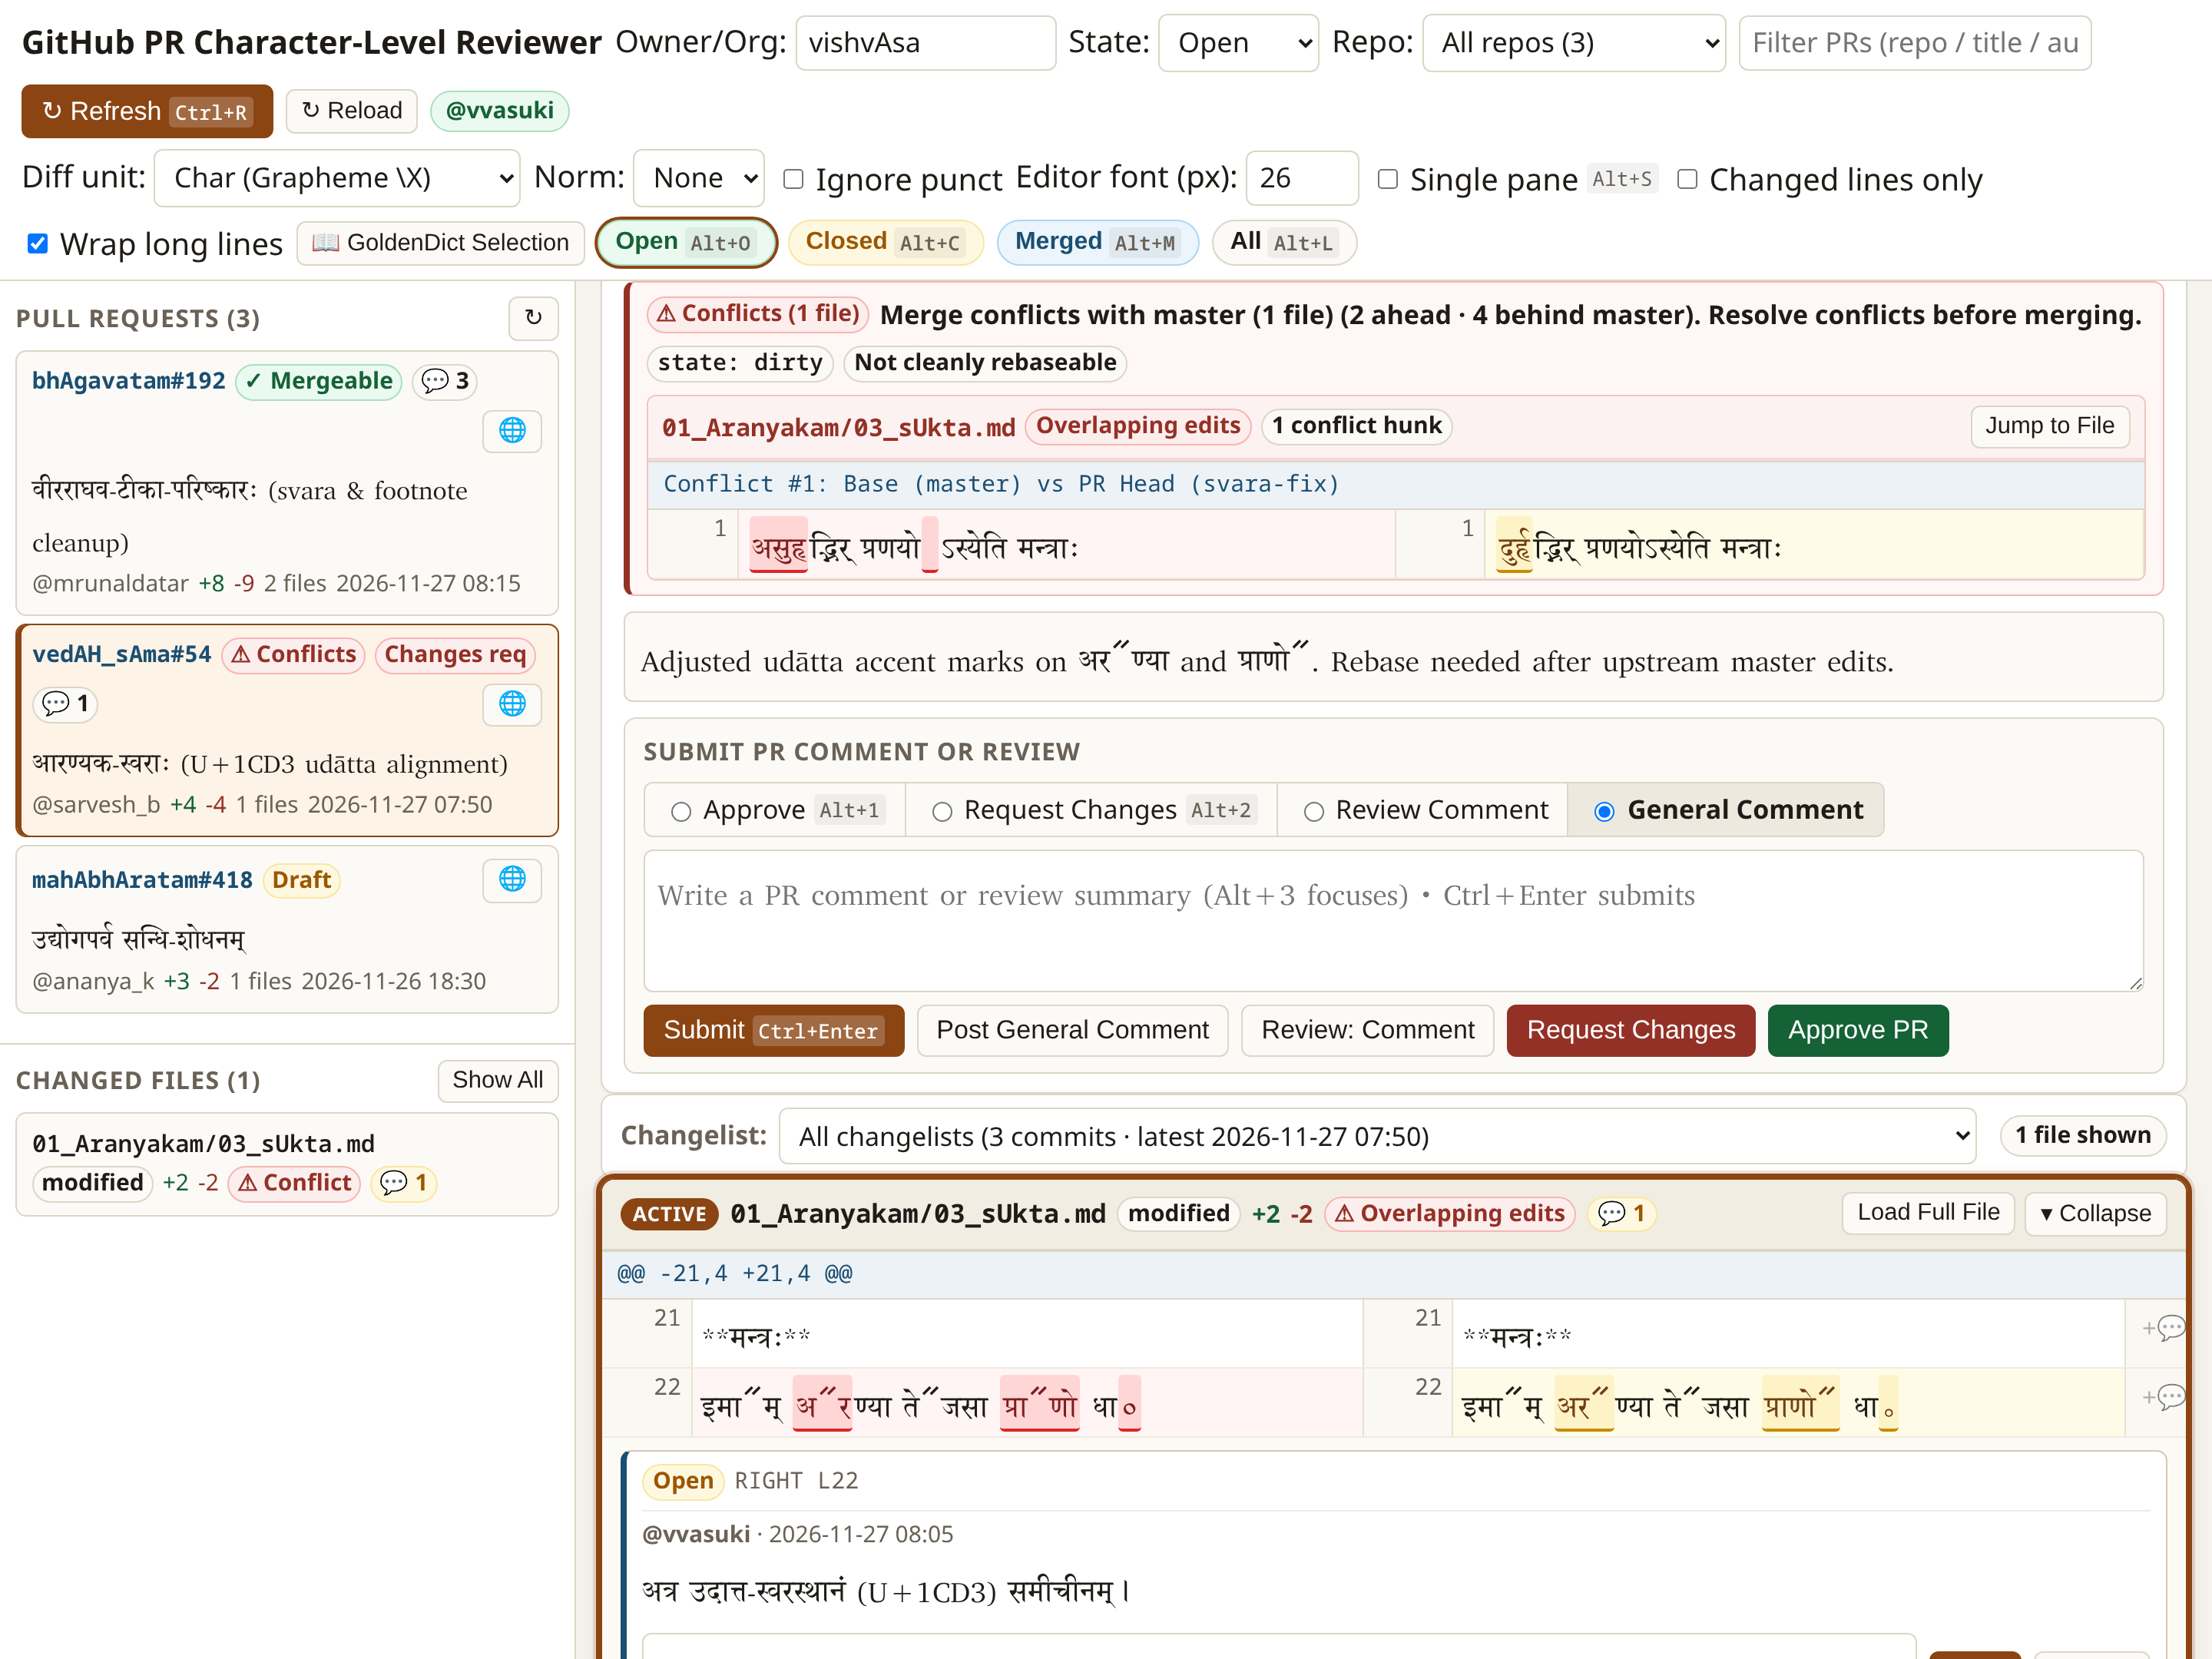 GitHub PR Character-Level Reviewer Owner/Org: vishvAsa State: Open Repo: All repos (3) Filter PRs (repo / title / au
↻ Refresh Ctrl+R ↻ Reload @vvasuki
Diff unit: Char (Grapheme \X) Norm: None Ignore punct Editor font (px): 26 Single pane Alt+S Changed lines only
Wrap long lines 📖 GoldenDict Selection Open Alt+O Closed Alt+C Merged Alt+M All Alt+L
PULL REQUESTS (3) ↻
bhAgavatam#192 ✓ Mergeable 💬 3
🌐
वीरराघव-टीका-परिष्कारः (svara & footnote
cleanup)
@mrunaldatar +8 -9 2 files 2026-11-27 08:15
vedAH_sAma#54 ⚠ Conflicts Changes req
💬 1 🌐
आरण्यक-स्वराः (U+1CD3 udātta alignment)
@sarvesh_b +4 -4 1 files 2026-11-27 07:50
mahAbhAratam#418 Draft 🌐
उद्योगपर्व सन्धि-शोधनम्
@ananya_k +3 -2 1 files 2026-11-26 18:30
CHANGED FILES (1) Show All
01_Aranyakam/03_sUkta.md
modified +2 -2 ⚠ Conflict 💬 1
⚠ Conflicts (1 file) Merge conflicts with master (1 file) (2 ahead · 4 behind master). Resolve conflicts before merging.
state: dirty Not cleanly rebaseable
01_Aranyakam/03_sUkta.md Overlapping edits 1 conflict hunk Jump to File
Conflict #1: Base (master) vs PR Head (svara-fix)
1 असुहृद्भिर् प्रणयो ऽस्येति मन्त्राः 1 दुर्हृद्भिर् प्रणयोऽस्येति मन्त्राः
Adjusted udātta accent marks on अर᳓ण्या and प्राणो᳓. Rebase needed after upstream master edits.
SUBMIT PR COMMENT OR REVIEW
Approve Alt+1 Request Changes Alt+2 Review Comment General Comment
Write a PR comment or review summary (Alt+3 focuses) • Ctrl+Enter submits
Submit Ctrl+Enter Post General Comment Review: Comment Request Changes Approve PR
Changelist: All changelists (3 commits · latest 2026-11-27 07:50) 1 file shown
ACTIVE 01_Aranyakam/03_sUkta.md modified +2 -2 ⚠ Overlapping edits 💬 1 Load Full File ▾ Collapse
@@ -21,4 +21,4 @@
21 **मन्त्रः** 21 **मन्त्रः** +💬
22 इमा᳓म् अ᳓रण्या ते᳓जसा प्रा᳓णो धा० 22 इमा᳓म् अर᳓ण्या ते᳓जसा प्राणो᳓ धा॰ +💬
Open RIGHT L22
@vvasuki · 2026-11-27 08:05
अत्र उदात्त-स्वरस्थानं (U+1CD3) समीचीनम् ।